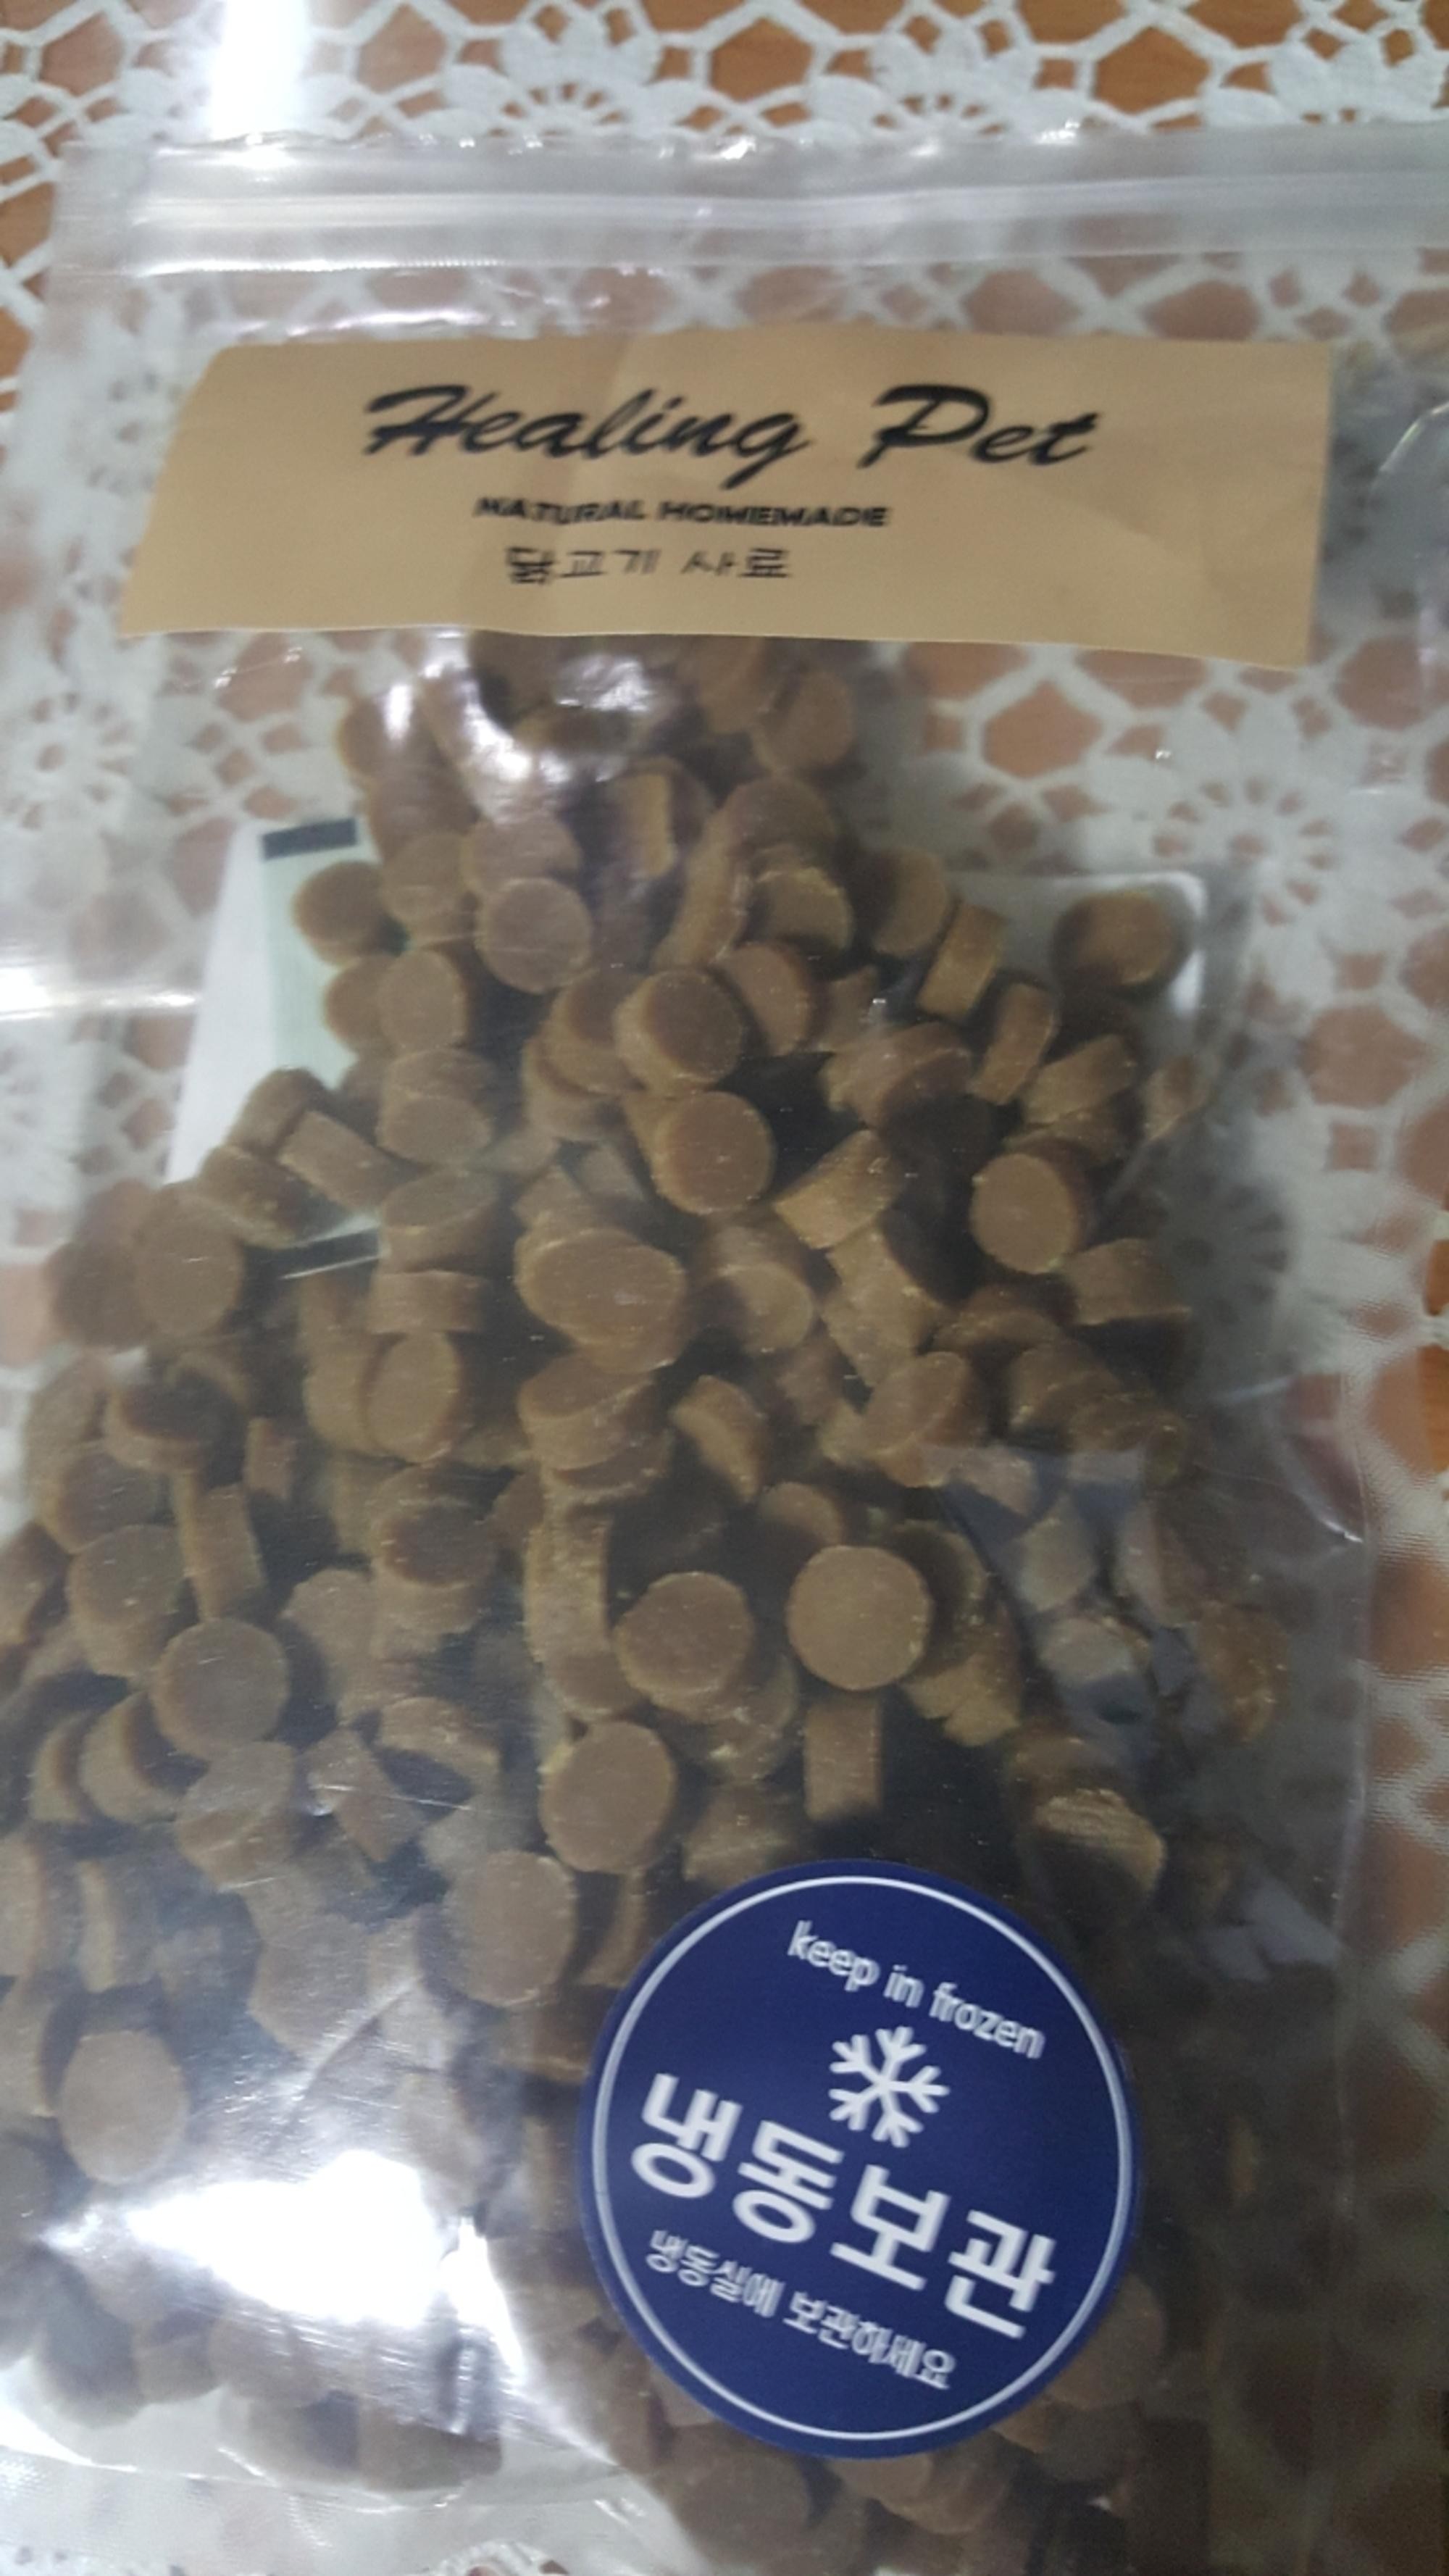 Healing Pet
NATURAL HOMEMADE
닭고기 사료
keep in frozen
냉동보관
냉동실에 보관하세요